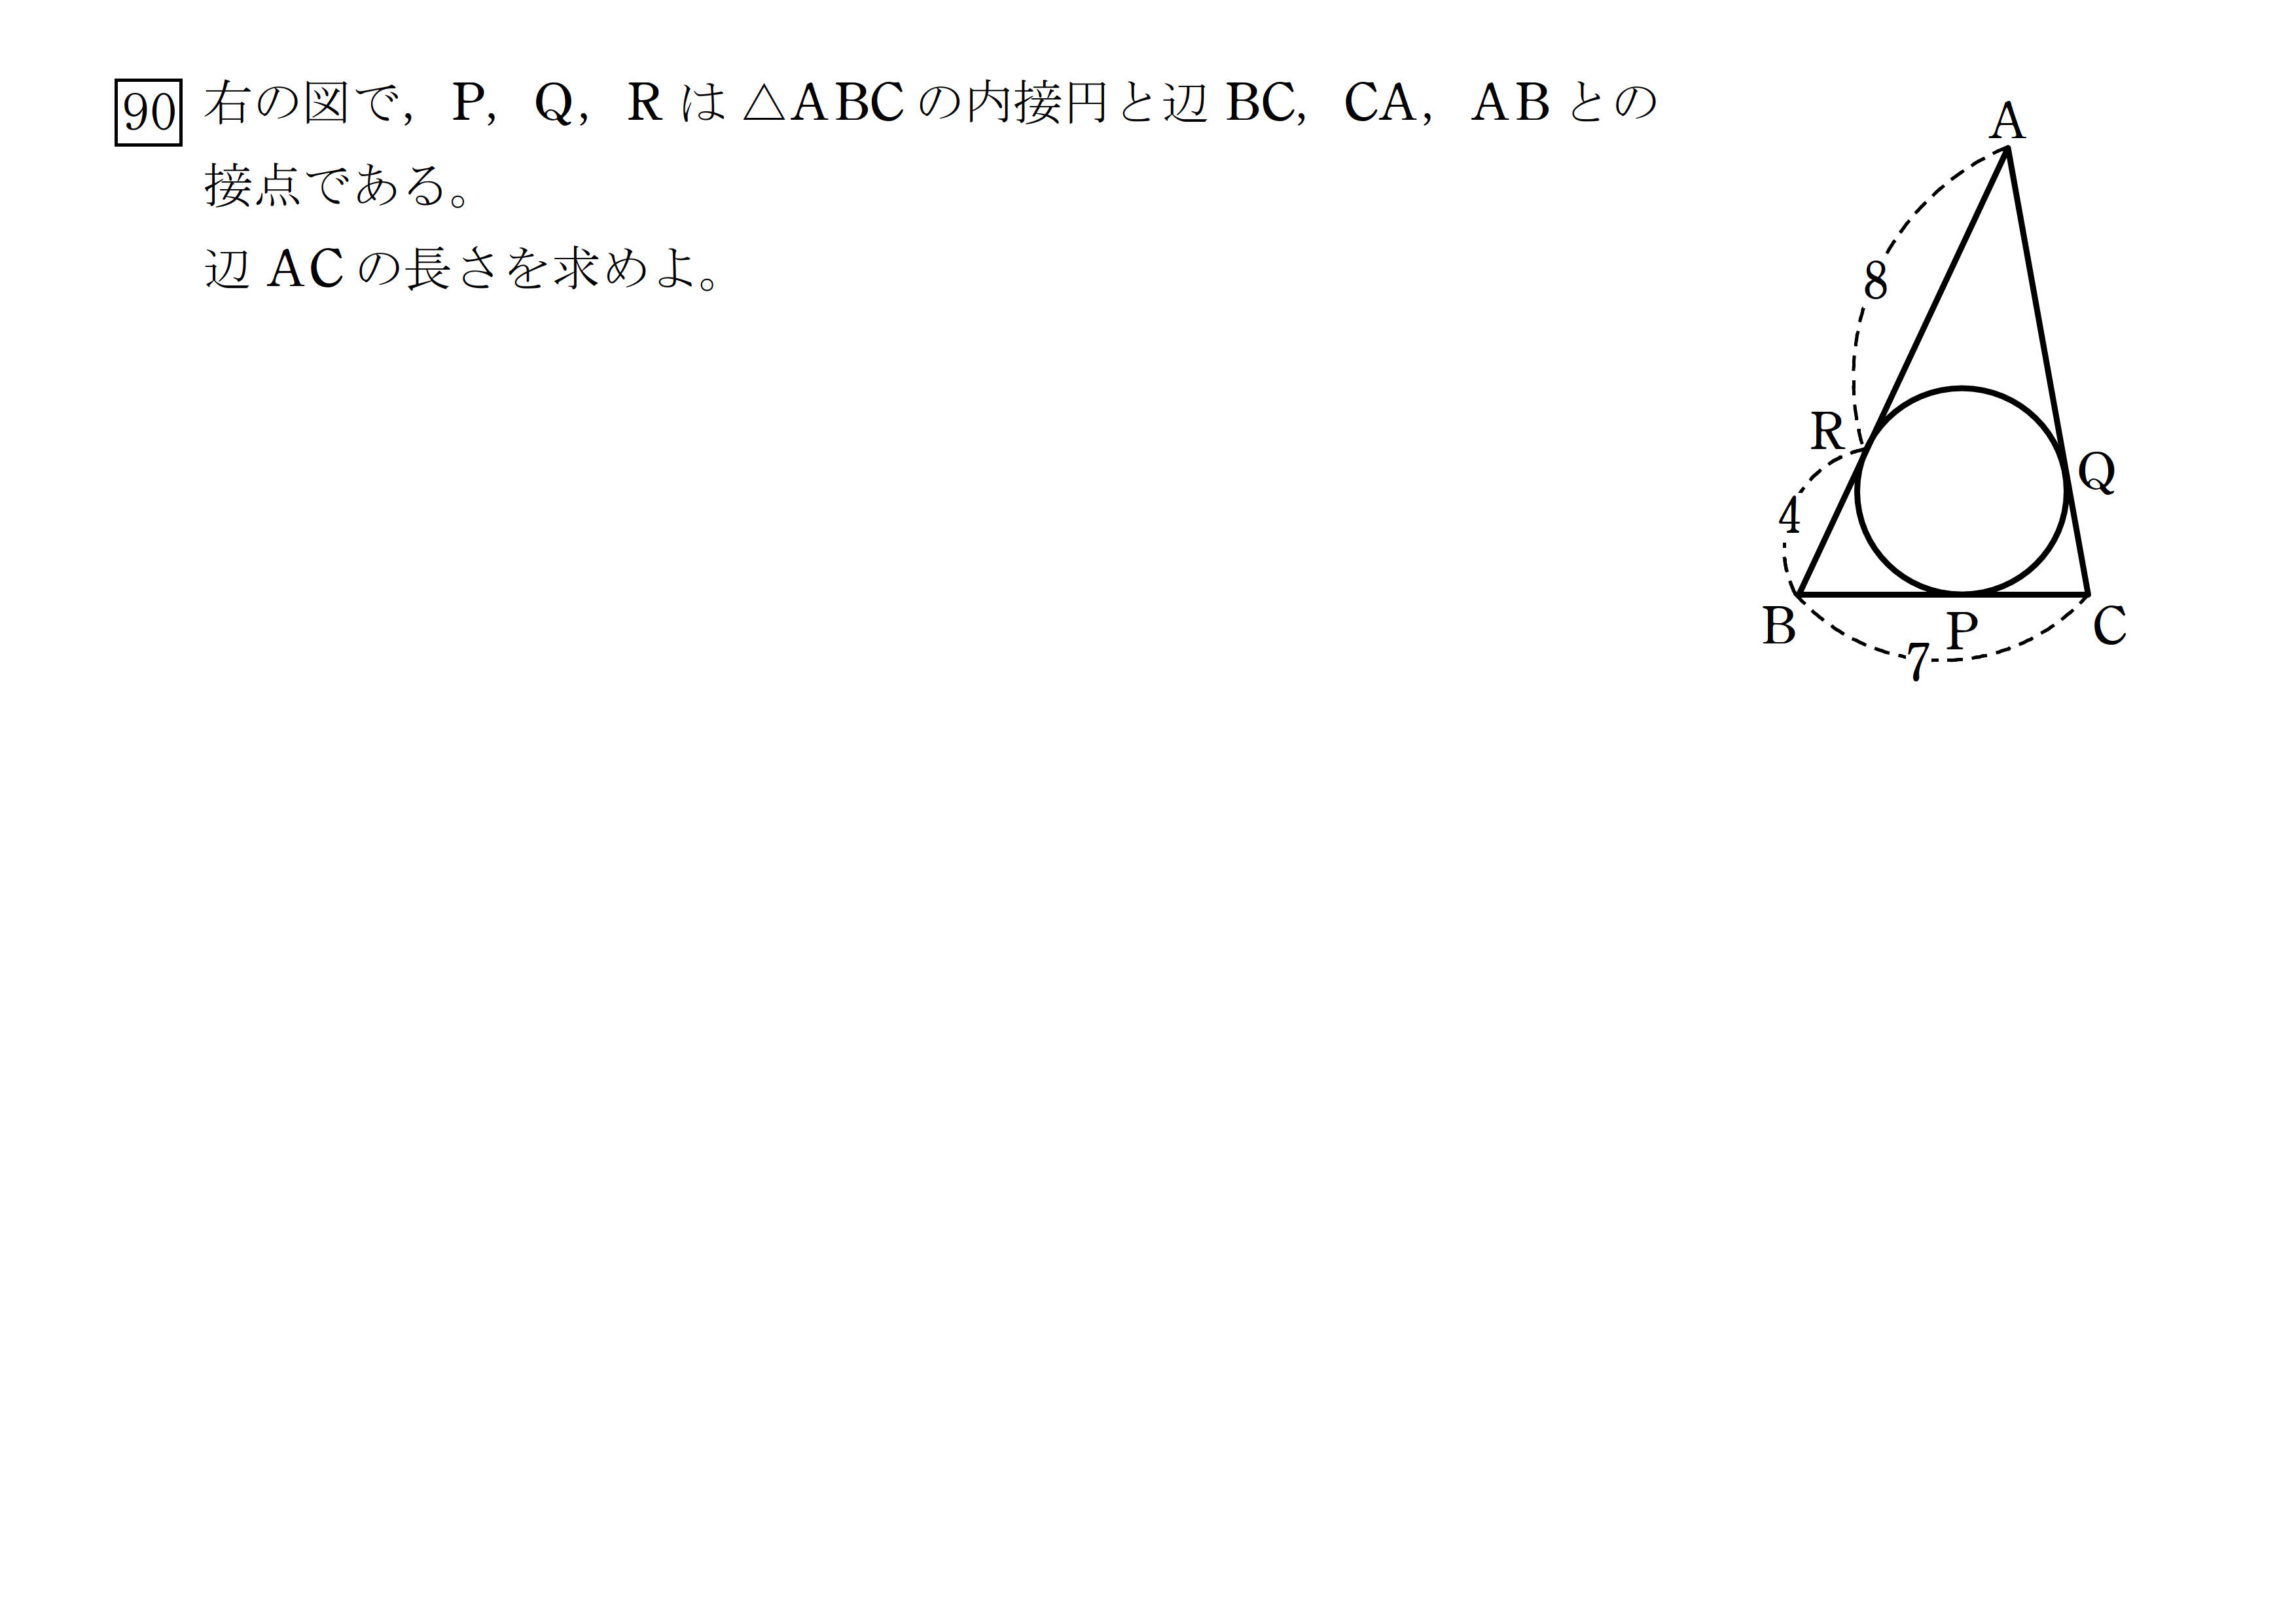 90 右の図で，P，Q，R は △ABC の内接円と辺 BC，CA，AB との
接点である。
辺 AC の長さを求めよ。
A
8
R
Q
4
B
P
C
7